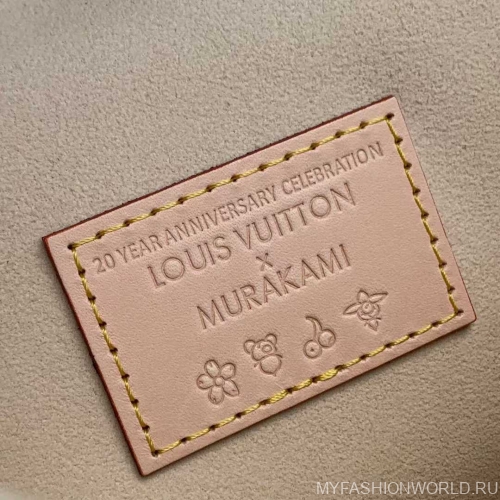 20 YEAR ANNIVERSARY CELEBRATION
LOUIS VUITTON
x
MURAKAMI
MYFASHIONWORLD.RU